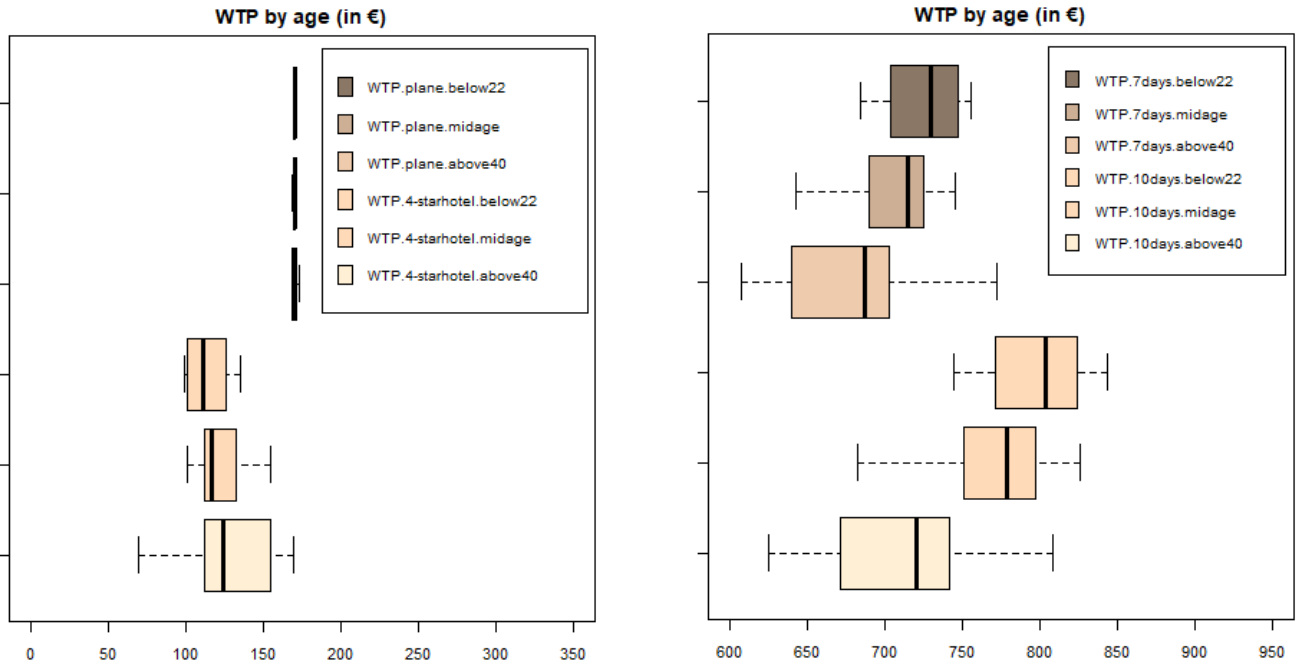 WTP by age (in €)
WTP.plane.below22
WTP.plane.midage
WTP.plane.above40
WTP.4-starhotel.below22
WTP.4-starhotel.midage
WTP.4-starhotel.above40
0 50 100 150 200 250 300 350
WTP by age (in €)
WTP.7days.below22
WTP.7days.midage
WTP.7days.above40
WTP.10days.below22
WTP.10days.midage
WTP.10days.above40
600 650 700 750 800 850 900 950